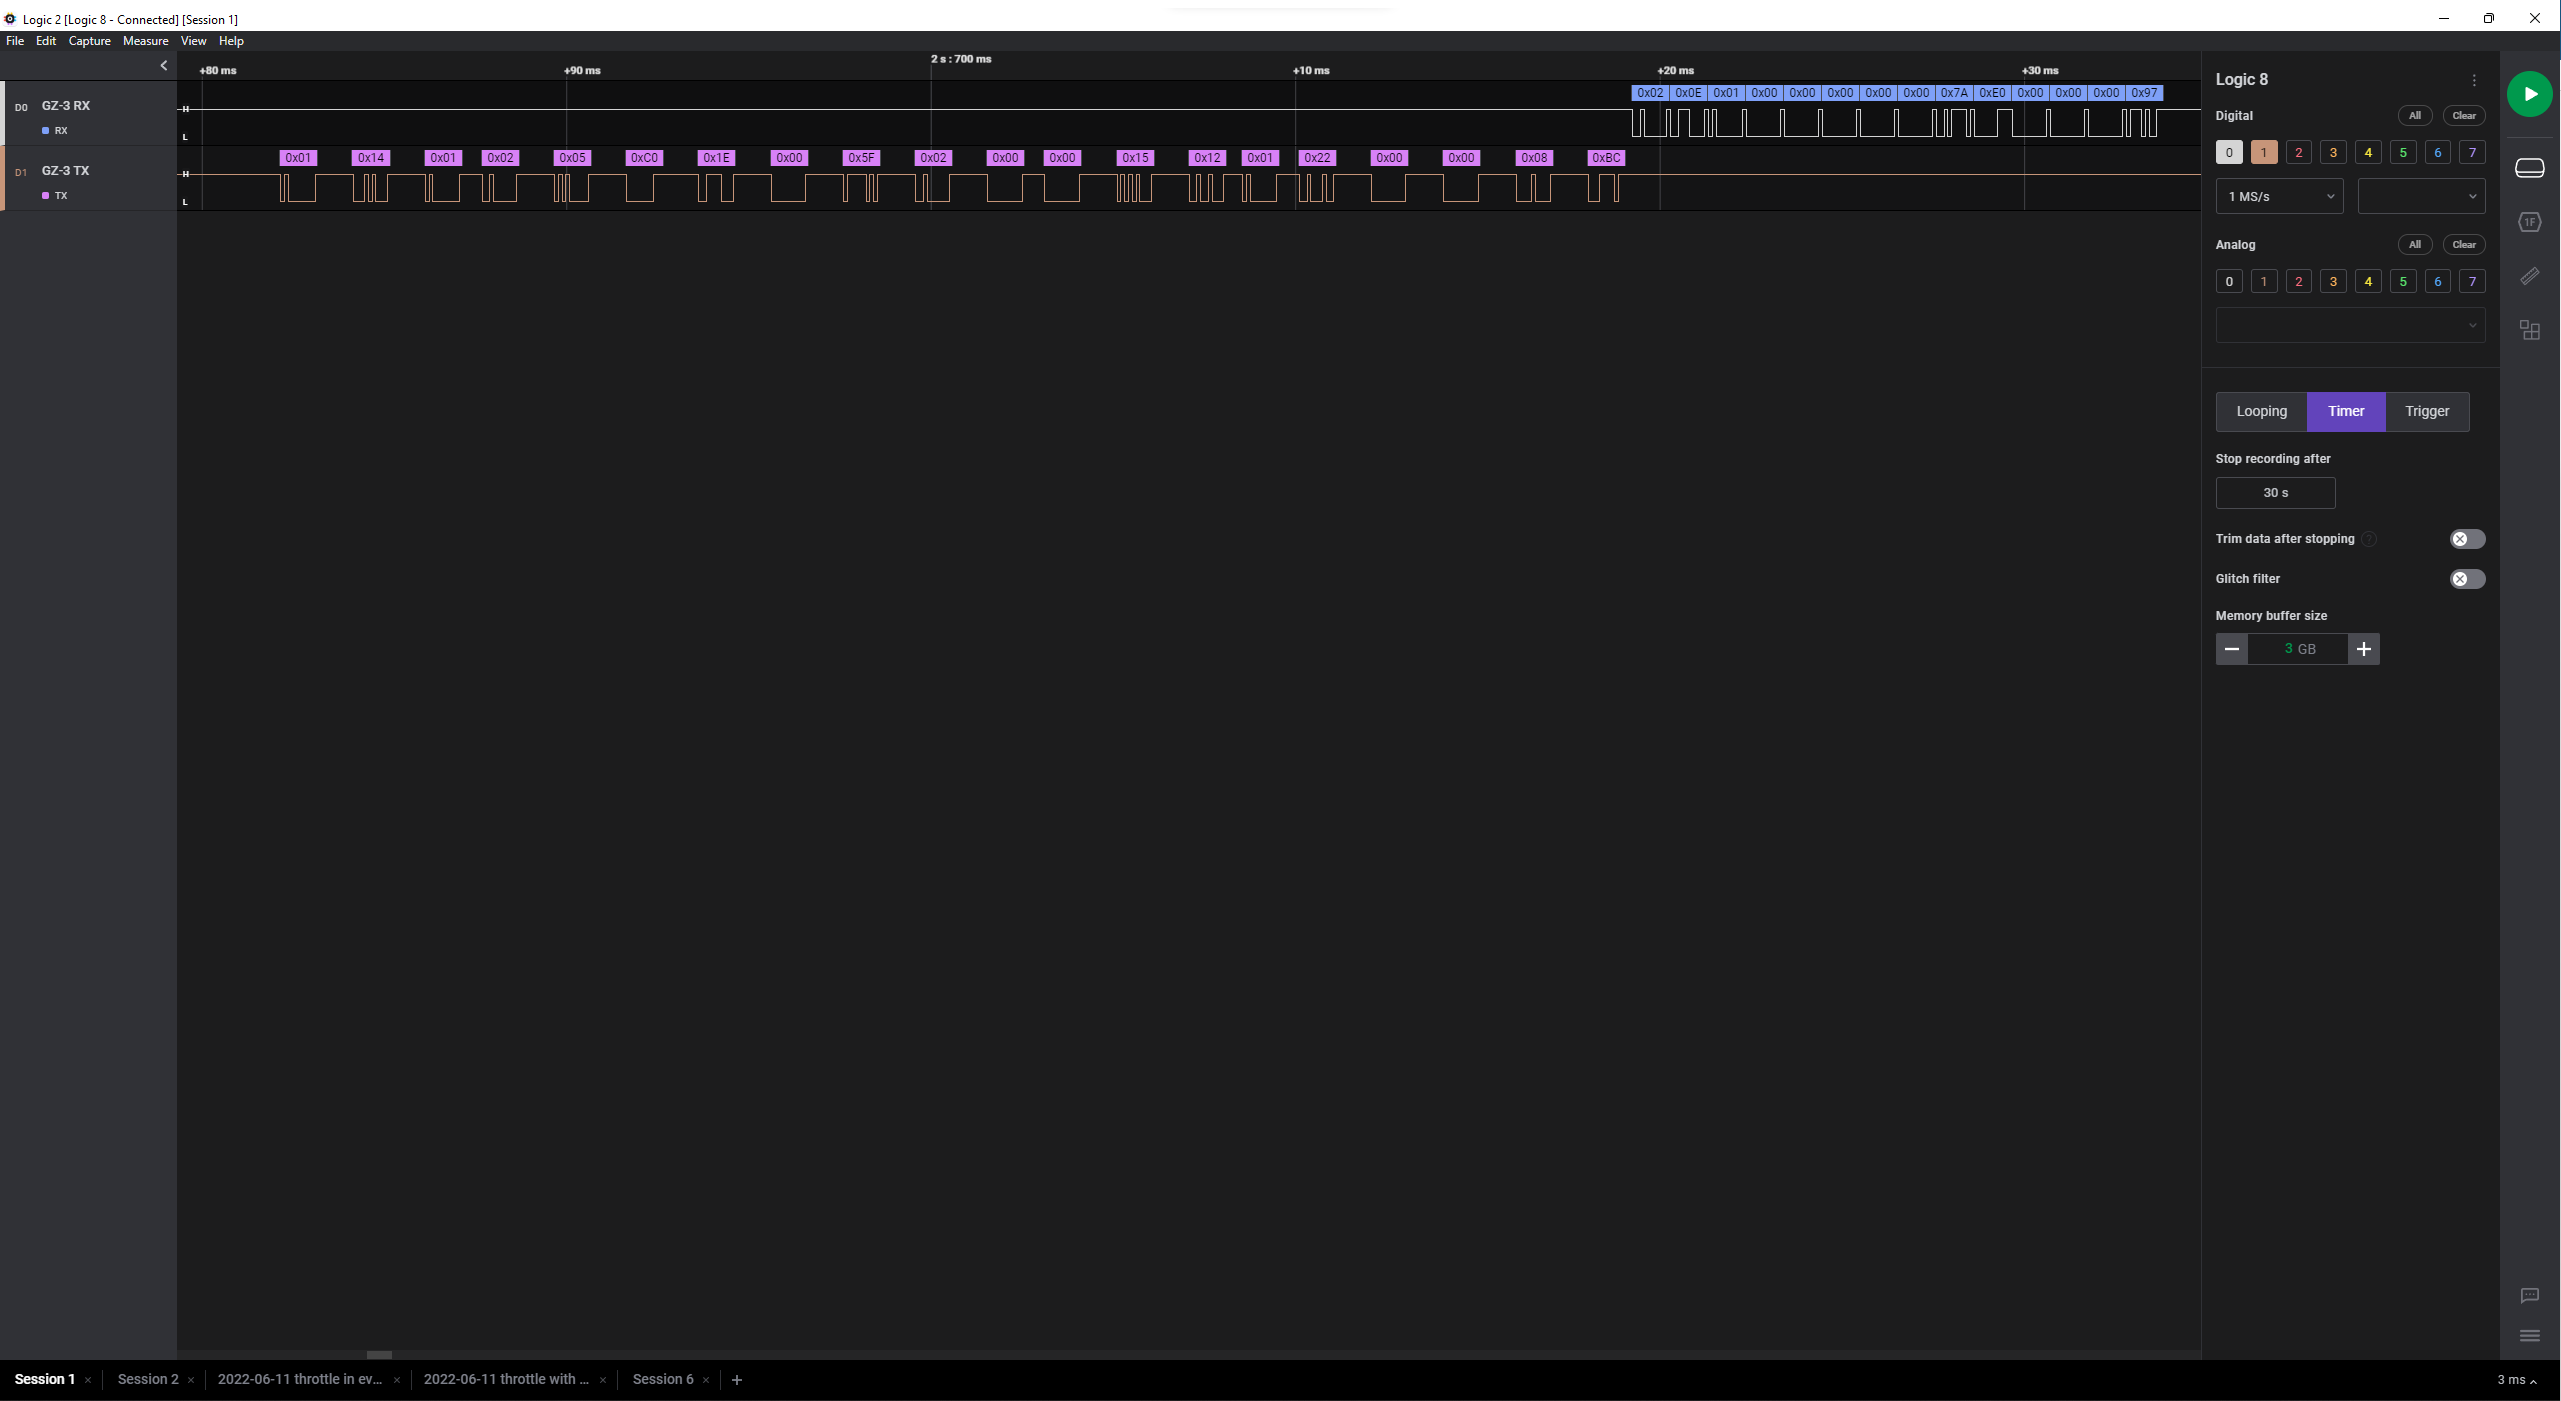 Logic 2 [Logic 8 - Connected] [Session 1]
File Edit Capture Measure View Help
+80 ms +90 ms 2 s : 700 ms +10 ms +20 ms +30 ms
D0 GZ-3 RX
RX
H
L
0x02 0x0E 0x01 0x00 0x00 0x00 0x00 0x00 0x7A 0xE0 0x00 0x00 0x00 0x97
D1 GZ-3 TX
TX
H
L
0x01 0x14 0x01 0x02 0x05 0xC0 0x1E 0x00 0x5F 0x02 0x00 0x00 0x15 0x12 0x01 0x22 0x00 0x00 0x08 0xBC
Logic 8
Digital All Clear
0 1 2 3 4 5 6 7
1 MS/s
Analog All Clear
0 1 2 3 4 5 6 7
Looping Timer Trigger
Stop recording after
30 s
Trim data after stopping ?
Glitch filter
Memory buffer size
3 GB
1F
Session 1 Session 2 2022-06-11 throttle in ev... 2022-06-11 throttle with ... Session 6
3 ms